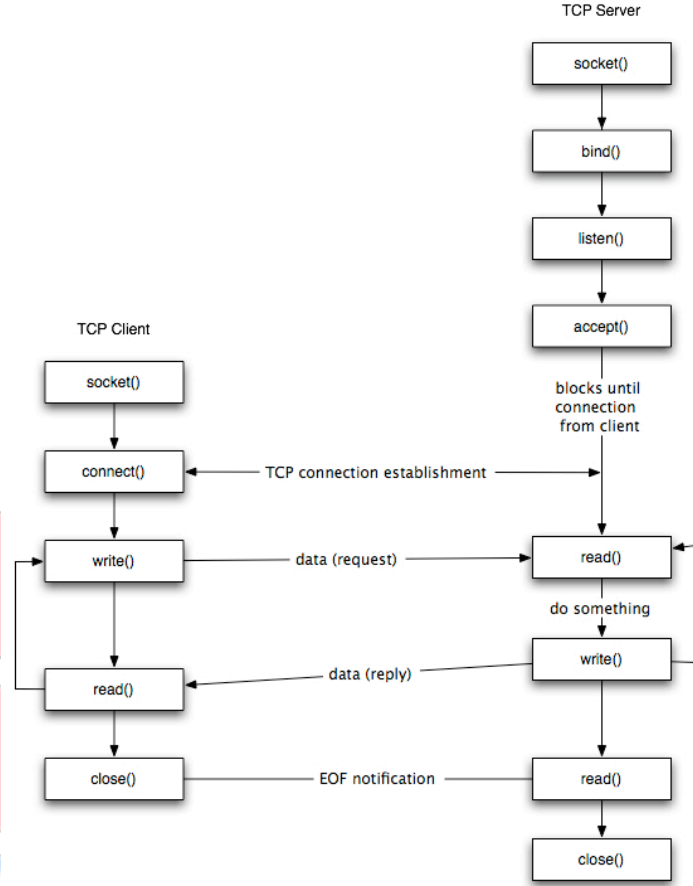 TCP Server
socket()
bind()
listen()
accept()
blocks until
connection
from client
TCP Client
socket()
connect()
TCP connection establishment
write()
data (request)
read()
do something
write()
data (reply)
read()
close()
EOF notification
read()
close()